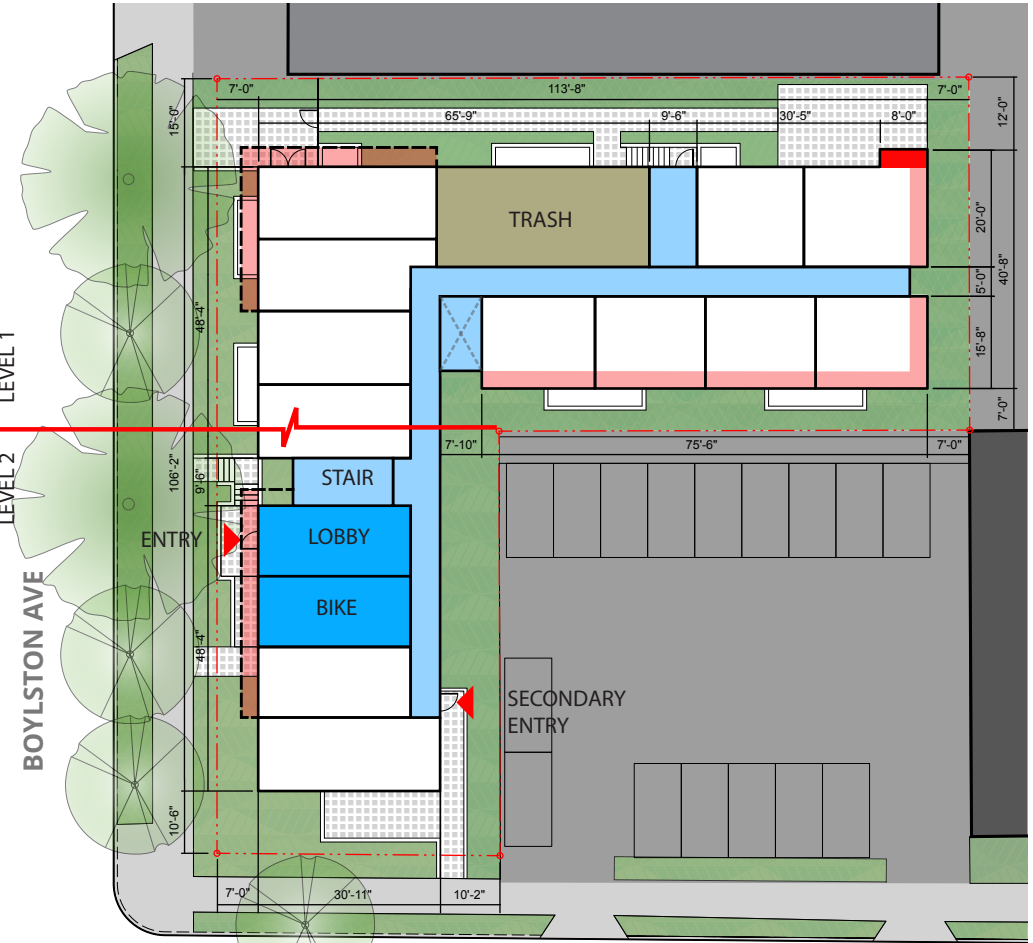 7'-0"
113'-8"
7'-0"
15'-0"
65'-9"
9'-6"
30'-5"
8'-0"
12'-0"
TRASH
20'-0"
40'-8"
5'-0"
15'-8"
48'-4"
LEVEL 1
7'-0"
7'-10"
75'-6"
7'-0"
LEVEL 2
106'-2"
9'-6"
STAIR
ENTRY
LOBBY
BIKE
BOYLSTON AVE
48'-4"
SECONDARY
ENTRY
10'-6"
7'-0"
30'-11"
10'-2"